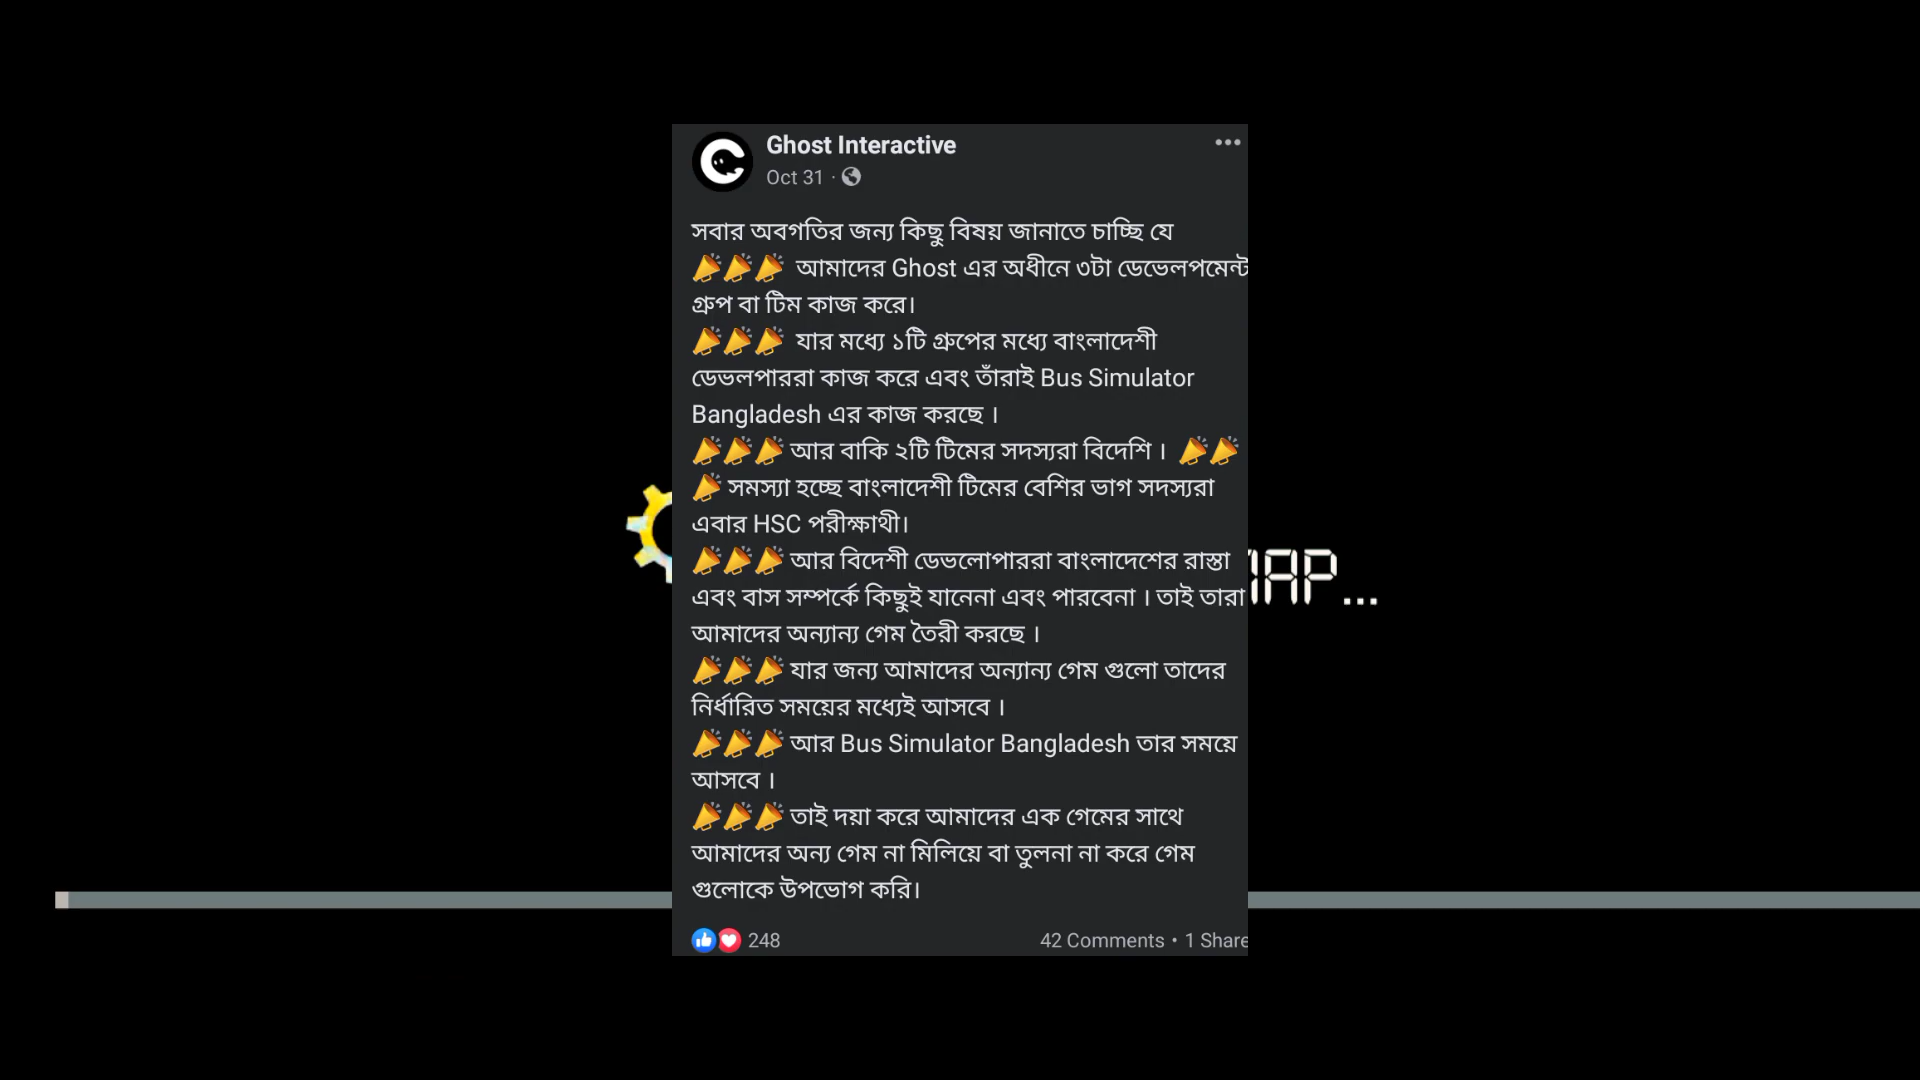 Ghost Interactive
Oct 31 ·
সবার অবগতির জন্য কিছু বিষয় জানাতে চাচ্ছি যে
📣📣📣 আমাদের Ghost এর অধীনে ৩টা ডেভেলপমেন্ট
গ্রুপ বা টিম কাজ করে।
📣📣📣 যার মধ্যে ১টি গ্রুপের মধ্যে বাংলাদেশী
ডেভলপাররা কাজ করে এবং তাঁরাই Bus Simulator
Bangladesh এর কাজ করছে ।
📣📣📣 আর বাকি ২টি টিমের সদস্যরা বিদেশি । 📣📣
📣 সমস্যা হচ্ছে বাংলাদেশী টিমের বেশির ভাগ সদস্যরা
এবার HSC পরীক্ষাথী।
📣📣📣 আর বিদেশী ডেভলোপাররা বাংলাদেশের রাস্তা
এবং বাস সম্পর্কে কিছুই যানেনা এবং পারবেনা । তাই তারা
আমাদের অন্যান্য গেম তৈরী করছে ।
📣📣📣 যার জন্য আমাদের অন্যান্য গেম গুলো তাদের
নির্ধারিত সময়ের মধ্যেই আসবে ।
📣📣📣 আর Bus Simulator Bangladesh তার সময়ে
আসবে ।
📣📣📣 তাই দয়া করে আমাদের এক গেমের সাথে
আমাদের অন্য গেম না মিলিয়ে বা তুলনা না করে গেম
গুলোকে উপভোগ করি।
248
42 Comments • 1 Share